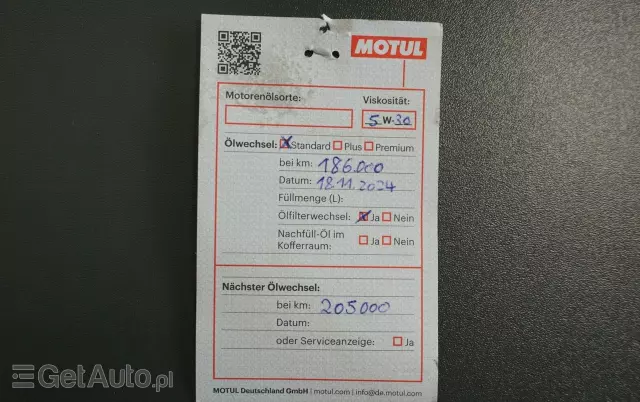 MOTUL
Motorenölsorte:
Viskosität:
5 W-30
Ölwechsel: Standard Plus Premium
bei km: 186.000
Datum: 18.11.2024
Füllmenge (L):
Ölfilterwechsel: Ja Nein
Nachfüll-Öl im
Kofferraum: Ja Nein
Nächster Ölwechsel:
bei km: 205000
Datum:
oder Serviceanzeige: Ja
MOTUL Deutschland GmbH | motul.com | info@de.motul.com
GetAuto.pl